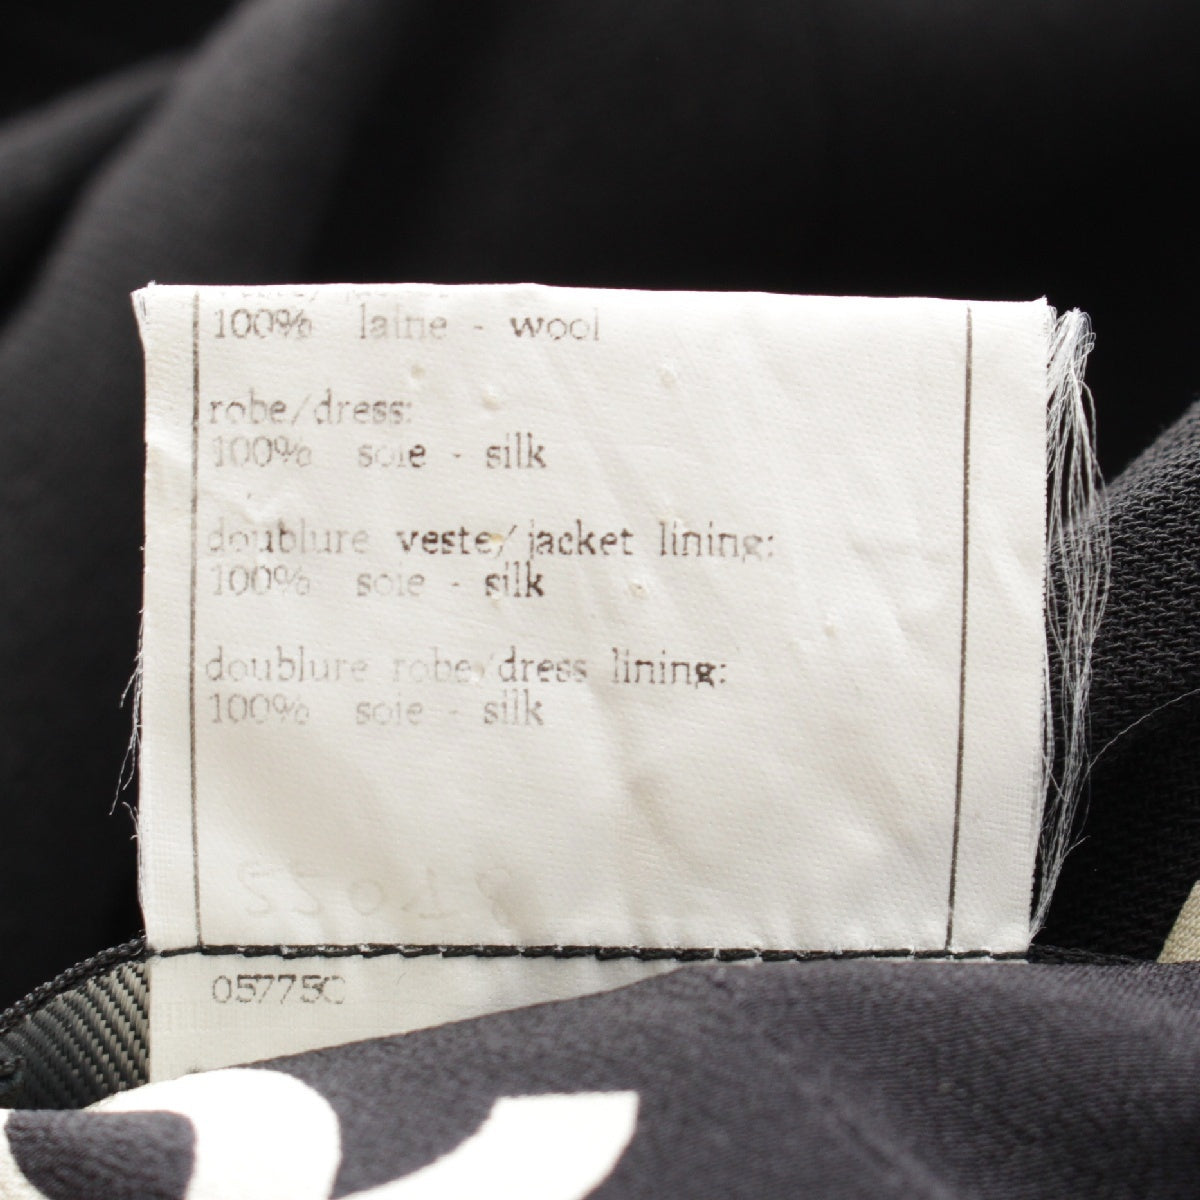 100% laine - wool
robe/dress:
100% soie - silk
doublure veste/ jacket lining:
100% soie - silk
doublure robe/dress lining:
100% soie - silk
05775C